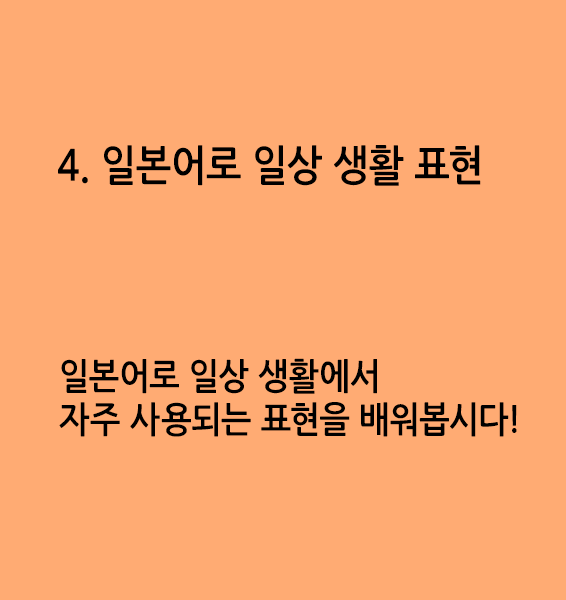 4. 일본어로 일상 생활 표현
일본어로 일상 생활에서
자주 사용되는 표현을 배워봅시다!